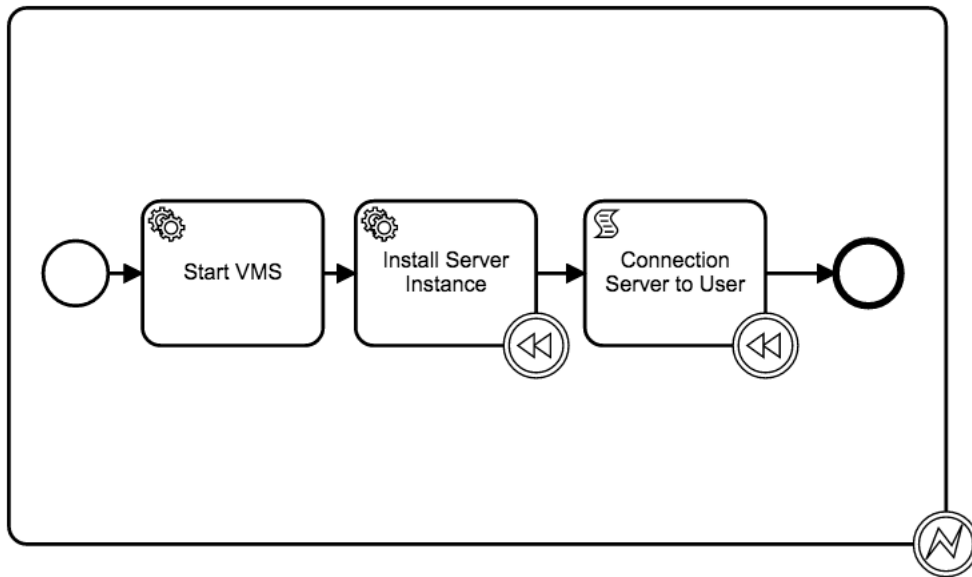 Start VMS
Install Server
Instance
Connection
Server to User